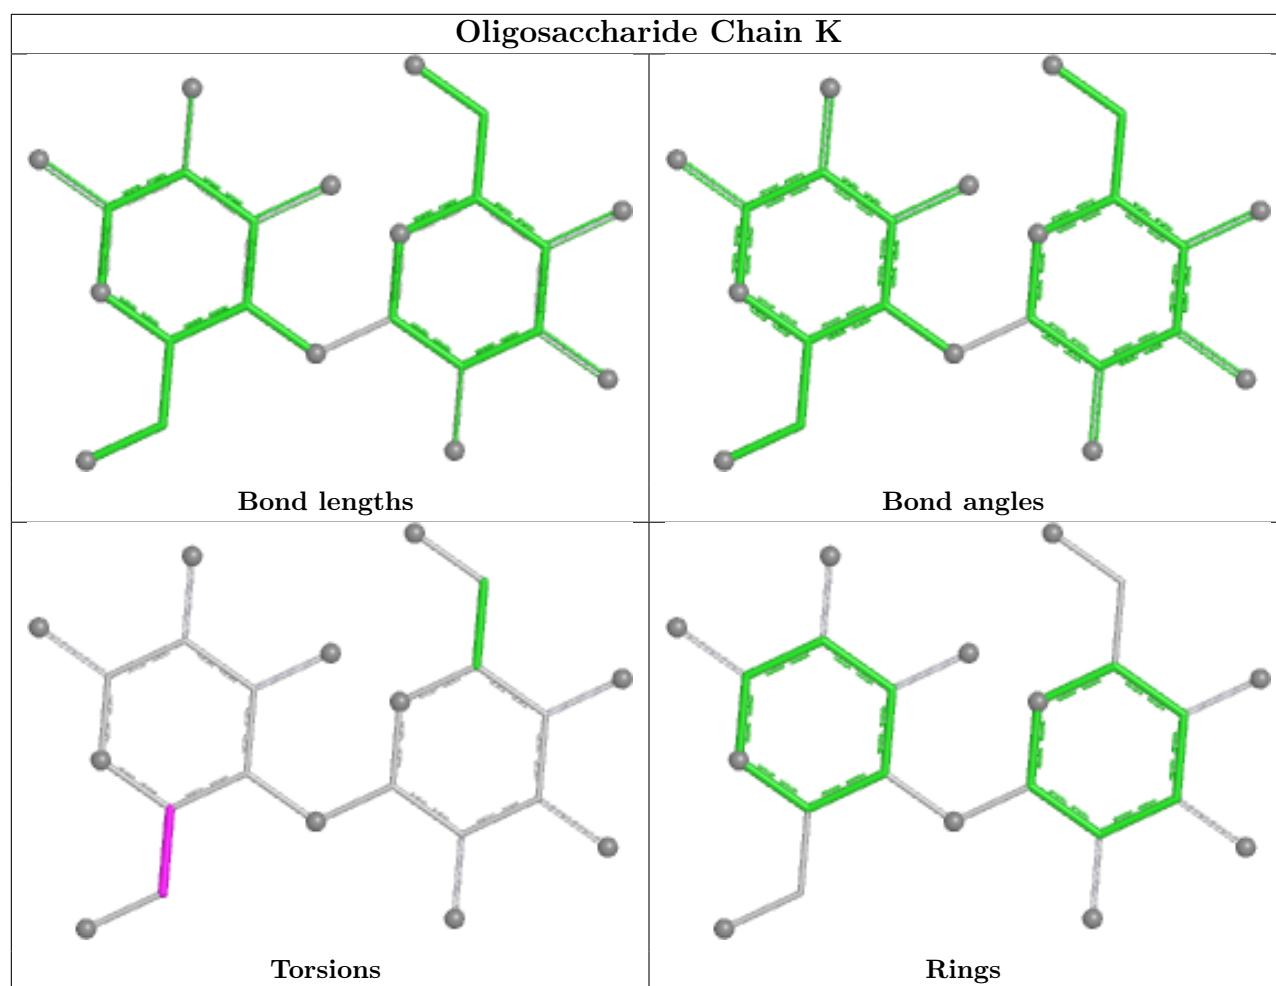 Oligosaccharide Chain K
Bond lengths
Bond angles
Torsions
Rings